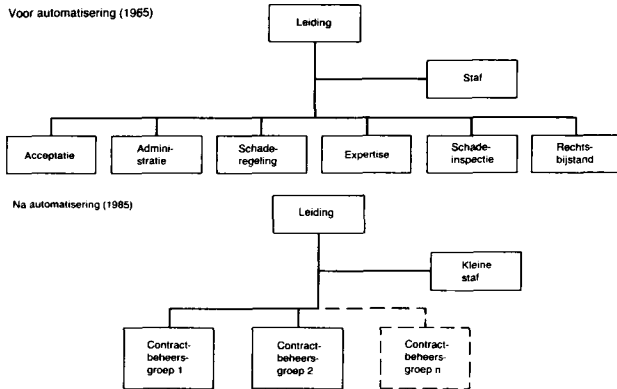 Voor automatisering (1965)
Leiding
Staf
Acceptatie
Admini-
stratie
Schade-
regeling
Expertise
Schade-
inspectie
Rechts-
bijstand
Na automatisering (1985)
Leiding
Kleine
staf
Contract-
beheers-
groep 1
Contract-
beheers-
groep 2
Contract-
beheers-
groep n